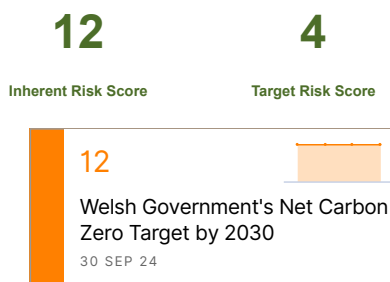 12 4
Inherent Risk Score Target Risk Score
12
Welsh Government's Net Carbon
Zero Target by 2030
30 SEP 24